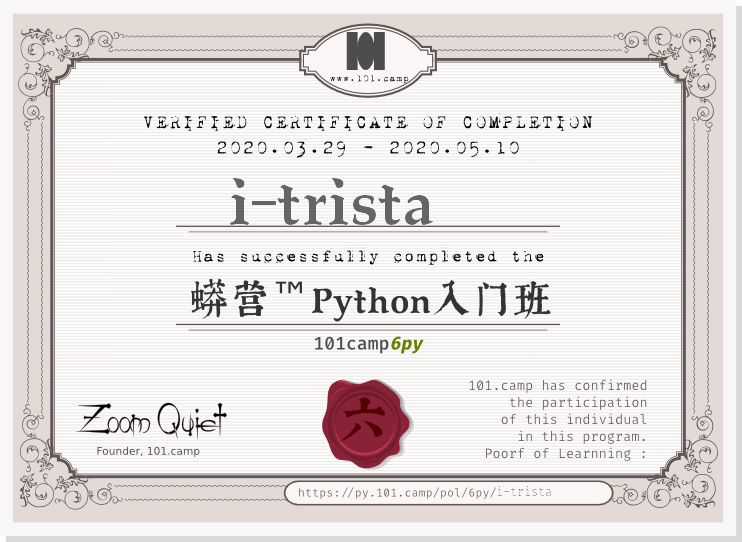 101
www.101.camp
VERIFIED CERTIFICATE OF COMPLETION
2020.03.29 - 2020.05.10
i-trista
Has successfully completed the
蟒营™Python入门班
101camp6py
101.camp has confirmed
the participation
of this individual
in this program.
Poorf of Learnning :
Zoom Quiet
Founder, 101.camp
六
https://py.101.camp/pol/6py/i-trista